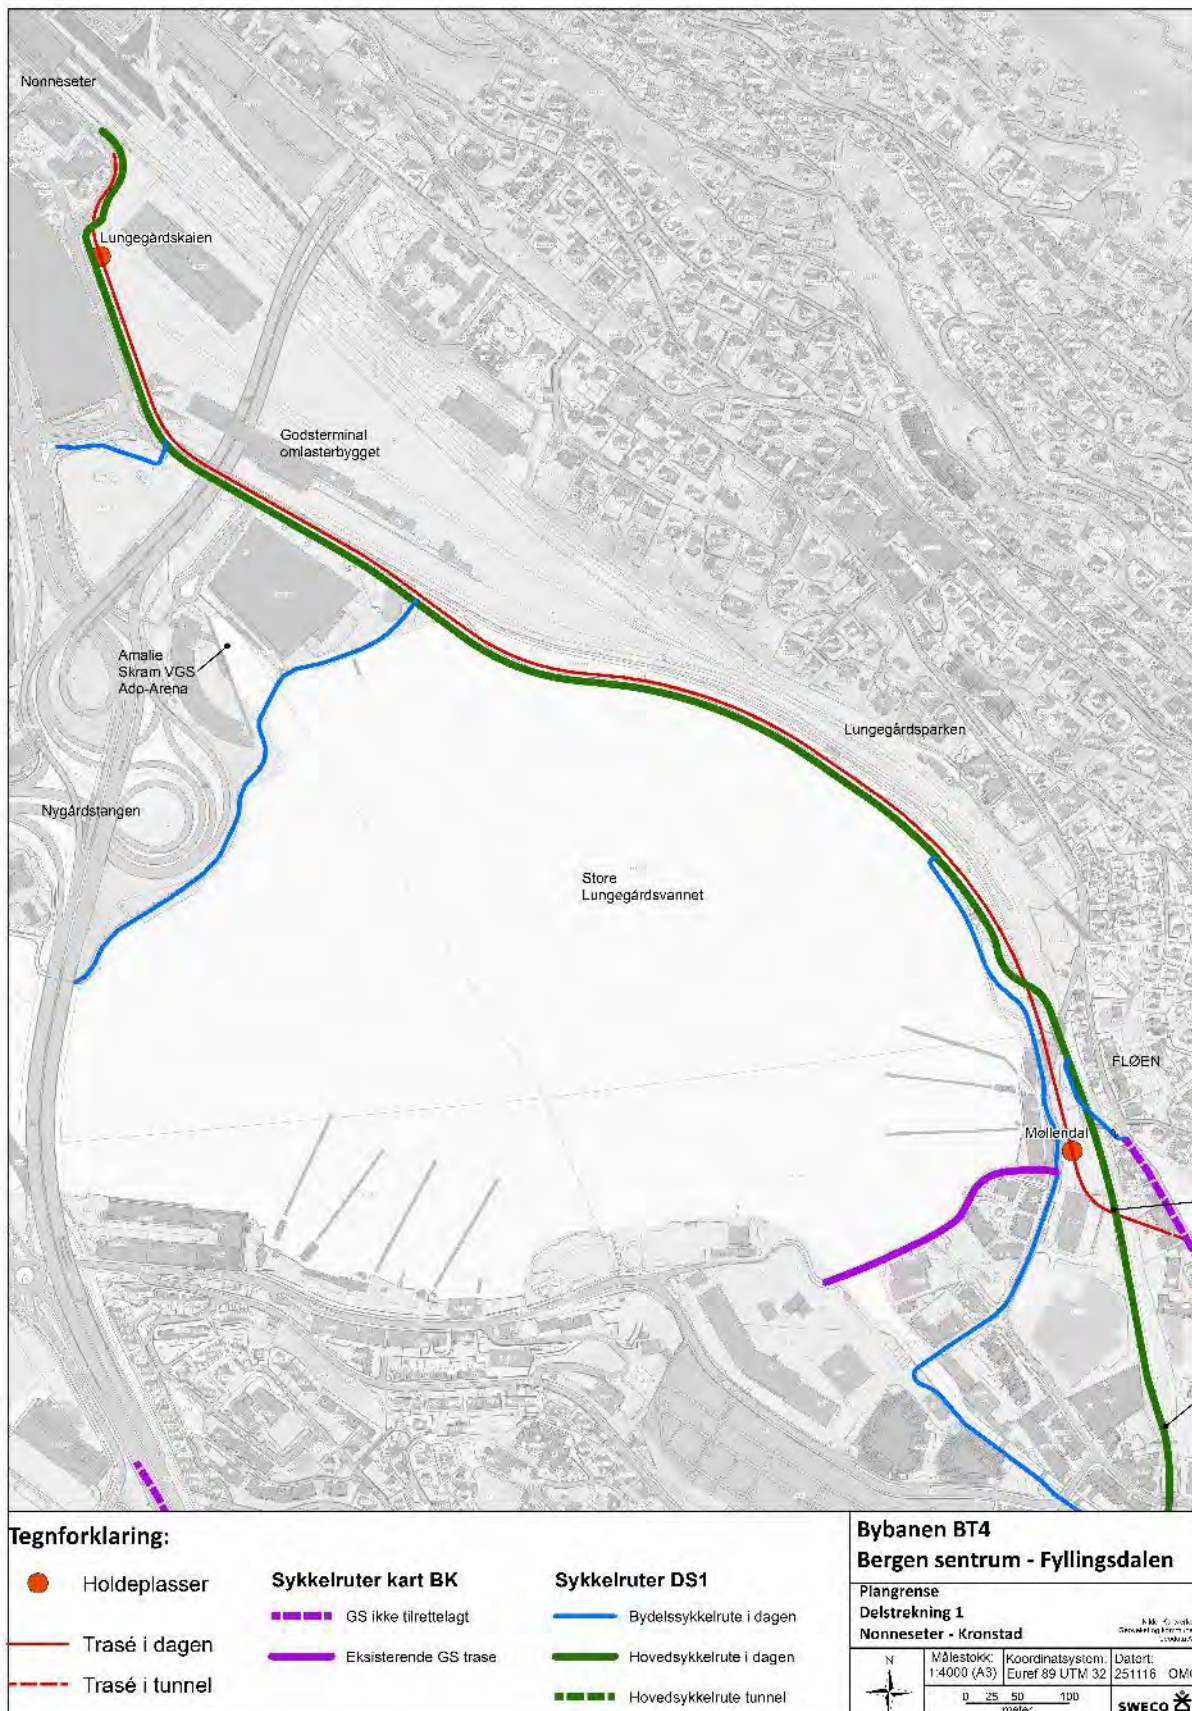 Nonneseter
Lungegårdskaien
Godsterminal
omlasterbygget
Amalie
Skram VGS
Ado-Arena
Lungegårdsparken
Nygårdstangen
Store
Lungegårdsvannet
FLØEN
Møllendal
Tegnforklaring:
Holdeplasser
Trasé i dagen
Trasé i tunnel
Sykkelruter kart BK
GS ikke tilrettelagt
Eksisterende GS trase
Sykkelruter DS1
Bydelssykkelrute i dagen
Hovedsykkelrute i dagen
Hovedsykkelrute tunnel
Bybanen BT4
Bergen sentrum - Fyllingsdalen
Plangrense
Delstrekning 1
Nonneseter - Kronstad
N
Målestokk:
1:4000 (A3)
Koordinatsystem:
Euref 89 UTM 32
Datert:
251116
0 25 50 100
meter
SWECO